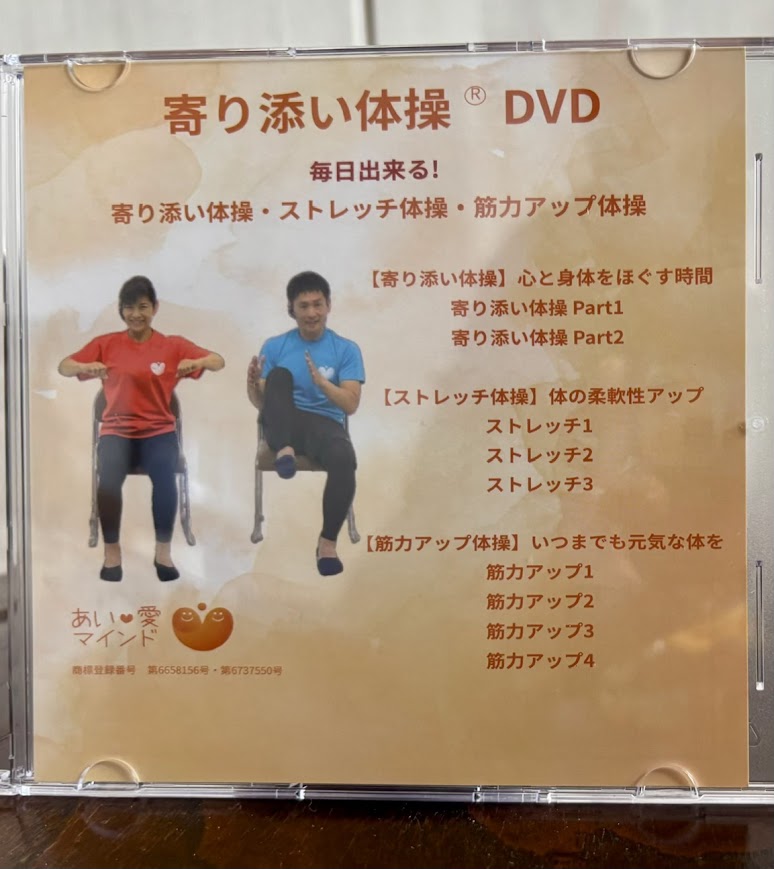 寄り添い体操® DVD
毎日出来る!
寄り添い体操・ストレッチ体操・筋力アップ体操
【寄り添い体操】心と身体をほぐす時間
寄り添い体操 Part1
寄り添い体操 Part2
【ストレッチ体操】体の柔軟性アップ
ストレッチ1
ストレッチ2
ストレッチ3
【筋力アップ体操】いつまでも元気な体を
筋力アップ1
筋力アップ2
筋力アップ3
筋力アップ4
あい♥愛
マインド
商標登録番号 第6658156号・第6737550号